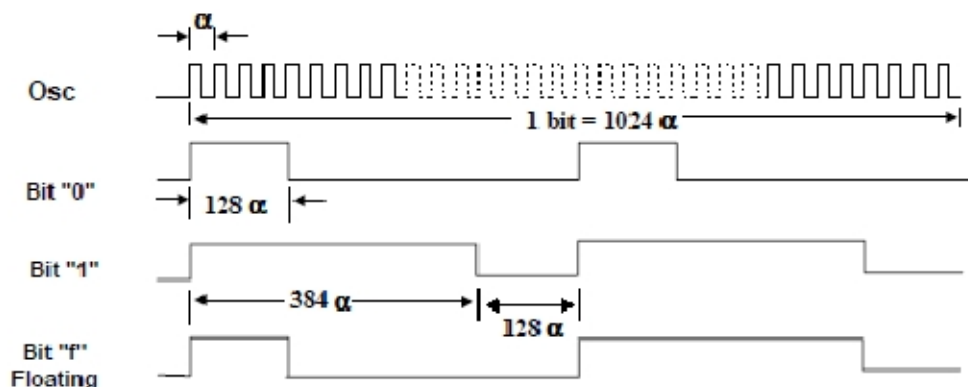 α
Osc
1 bit = 1024 α
Bit "0"
128 α
Bit "1"
384 α
128 α
Bit "f"
Floating